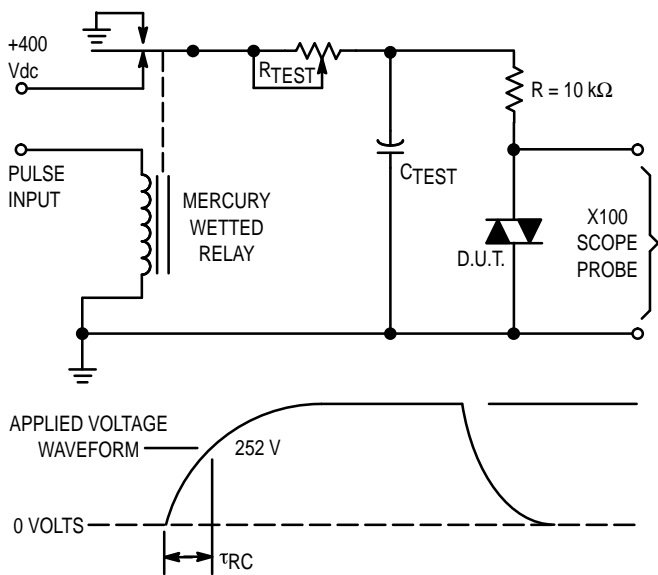 +400
Vdc
RTEST
R = 10 kΩ
PULSE
INPUT
MERCURY
WETTED
RELAY
CTEST
D.U.T.
X100
SCOPE
PROBE
APPLIED VOLTAGE
WAVEFORM
252 V
0 VOLTS
τRC